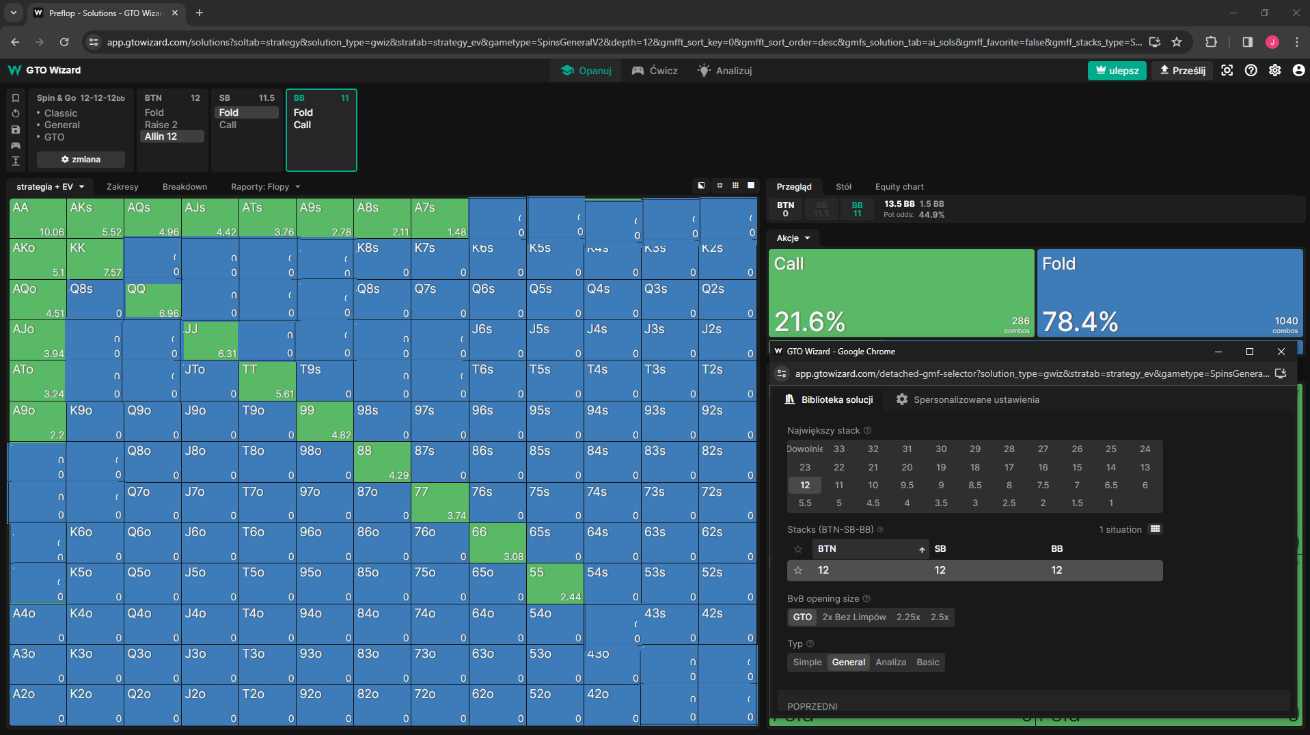 Preflop - Solutions - GTO Wizar
app.gtowizard.com/solutions?soltab=strategy&solution_type=gwiz&stratab=strategy_ev&gametype=SpinsGeneralV2&depth=12&gmfft_sort_key=0&gmfft_sort_order=desc&gmfs_solution_tab=ai_sols&gmff_favorite=false&gmff_stacks_type=S...
J
GTO Wizard
Opanuj
Ćwicz
Analizuj
ulepsz
Prześlij
Spin & Go 12-12-12bb
• Classic
• General
• GTO
zmiana
BTN 12
Fold
Raise 2
Allin 12
SB 11.5
Fold
Call
BB 11
Fold
Call
strategia + EV
Zakresy
Breakdown
Raporty: Flopy
AA AKs AQs AJs ATs A9s A8s A7s
10.06 5.52 4.96 4.42 3.76 2.78 2.11 1.48 0 0 0 0 0
AKo KK K8s K7s K6s K5s K4s K3s K2s
5.1 7.57 0 0 0 0 0 0 0 0 0 0 0
AQo Q8s QQ Q8s Q7s Q6s Q5s Q4s Q3s Q2s
4.51 0 6.96 0 0 0 0 0 0 0 0 0 0
AJo JJ J6s J5s J4s J3s J2s
3.94 0 0 6.31 0 0 0 0 0 0 0 0 0
ATo JTo TT T9s T6s T5s T4s T3s T2s
3.24 0 0 0 5.61 0 0 0 0 0 0 0 0
A9o K9o Q9o J9o T9o 99 98s 97s 96s 95s 94s 93s 92s
2.2 0 0 0 0 4.82 0 0 0 0 0 0 0
Q8o J8o T8o 98o 88 87s 86s 85s 84s 83s 82s
0 0 0 0 0 0 4.29 0 0 0 0 0 0
Q7o J7o T7o 97o 87o 77 76s 75s 74s 73s 72s
0 0 0 0 0 0 0 3.74 0 0 0 0 0
K6o Q6o J6o T6o 96o 86o 76o 66 65s 64s 63s 62s
0 0 0 0 0 0 0 0 3.08 0 0 0 0
K5o Q5o J5o T5o 95o 85o 75o 65o 55 54s 53s 52s
0 0 0 0 0 0 0 0 0 2.44 0 0 0
A4o K4o Q4o J4o T4o 94o 84o 74o 64o 54o 43s 42s
0 0 0 0 0 0 0 0 0 0 0 0 0
A3o K3o Q3o J3o T3o 93o 83o 73o 63o 53o 43o
0 0 0 0 0 0 0 0 0 0 0 0 0
A2o K2o Q2o J2o T2o 92o 82o 72o 62o 52o 42o
0 0 0 0 0 0 0 0 0 0 0 0 0
Przegląd
Stół
Equity chart
BTN 0
SB 11.5
BB 11
13.5 BB 1.5 BB
Pot odds: 44.9%
Akcje
Call
21.6%
286 combos
Fold
78.4%
1040 combos
GTO Wizard - Google Chrome
app.gtowizard.com/detached-gmf-selector?solution_type=gwiz&stratab=strategy_ev&gametype=SpinsGenera...
Biblioteka solucji
Spersonalizowane ustawienia
Największy stack
Dowolnie 33 32 31 30 29 28 27 26 25 24
23 22 21 20 19 18 17 16 15 14 13
12 11 10 9.5 9 8.5 8 7.5 7 6.5 6
5.5 5 4.5 4 3.5 3 2.5 2 1.5 1
Stacks (BTN-SB-BB)
1 situation
BTN SB BB
12 12 12
BvB opening size
GTO 2x Bez Limpów 2.25x 2.5x
Typ
Simple General Analiza Basic
POPRZEDNI